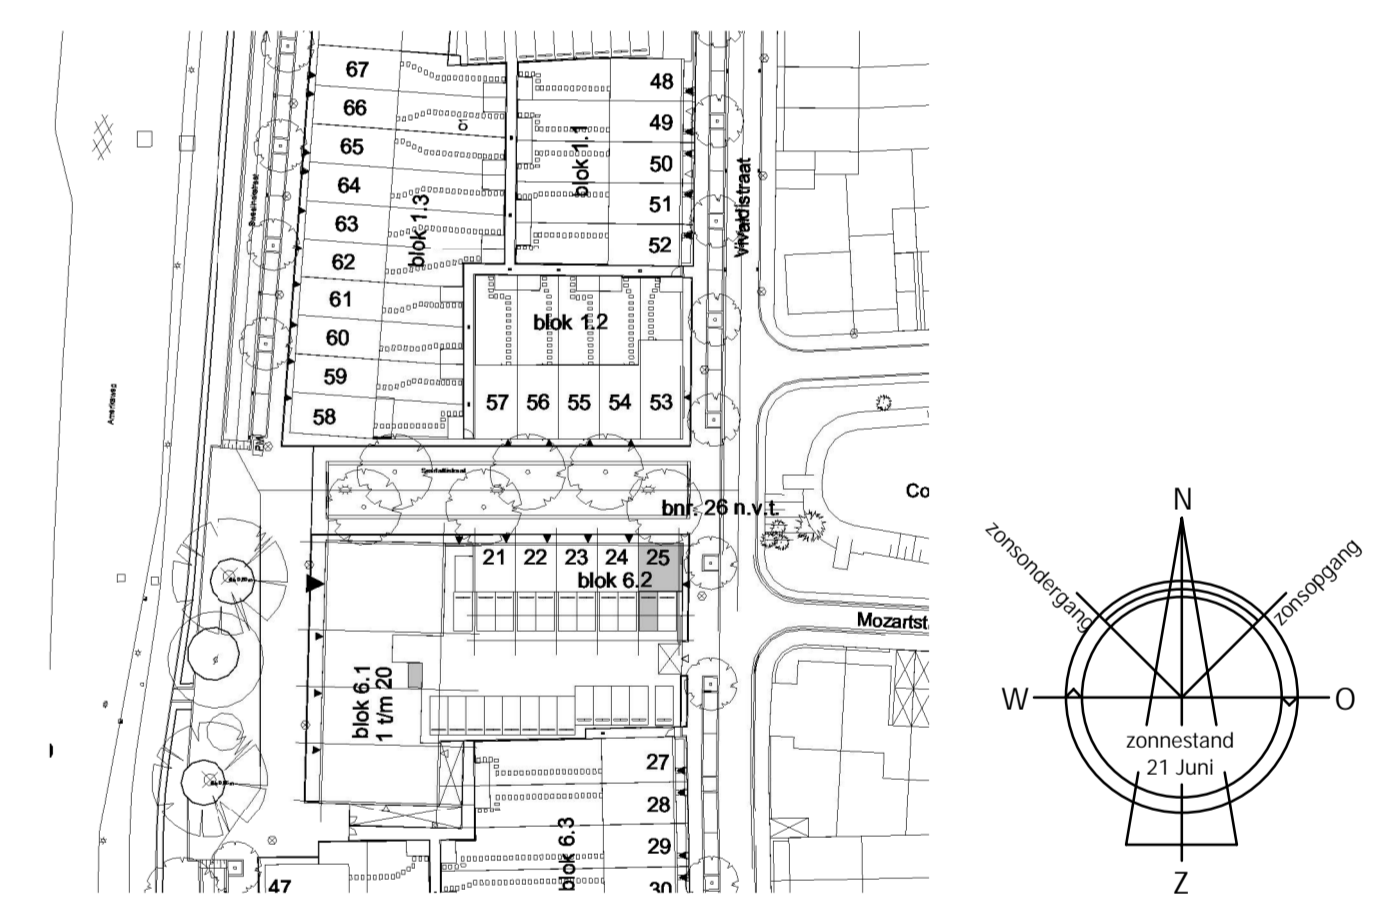 67
66
65
64
63
62
61
60
59
58
blok 1.3
48
49
50
51
52
blok 1.1
Vivaldistraat
blok 1.2
57 56 55 54 53
PM
bnr. 26 n.v.t.
Co
21 22 23 24 25
blok 6.2
Mozartst
blok 6.1
1 t/m 20
27
28
29
30
blok 6.3
47
N
zonsondergang
zonsopgang
W
O
zonnestand
21 Juni
Z